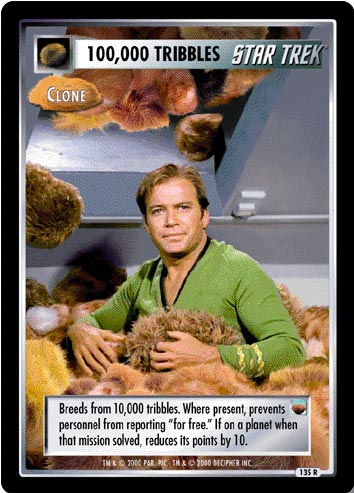 100,000 TRIBBLES STAR TREK
CLONE
Breeds from 10,000 tribbles. Where present, prevents
personnel from reporting “for free.” If on a planet when
that mission solved, reduces its points by 10.
135 R
TM & © 2000 PAR. PIC. TM & © 2000 DECIPHER INC.